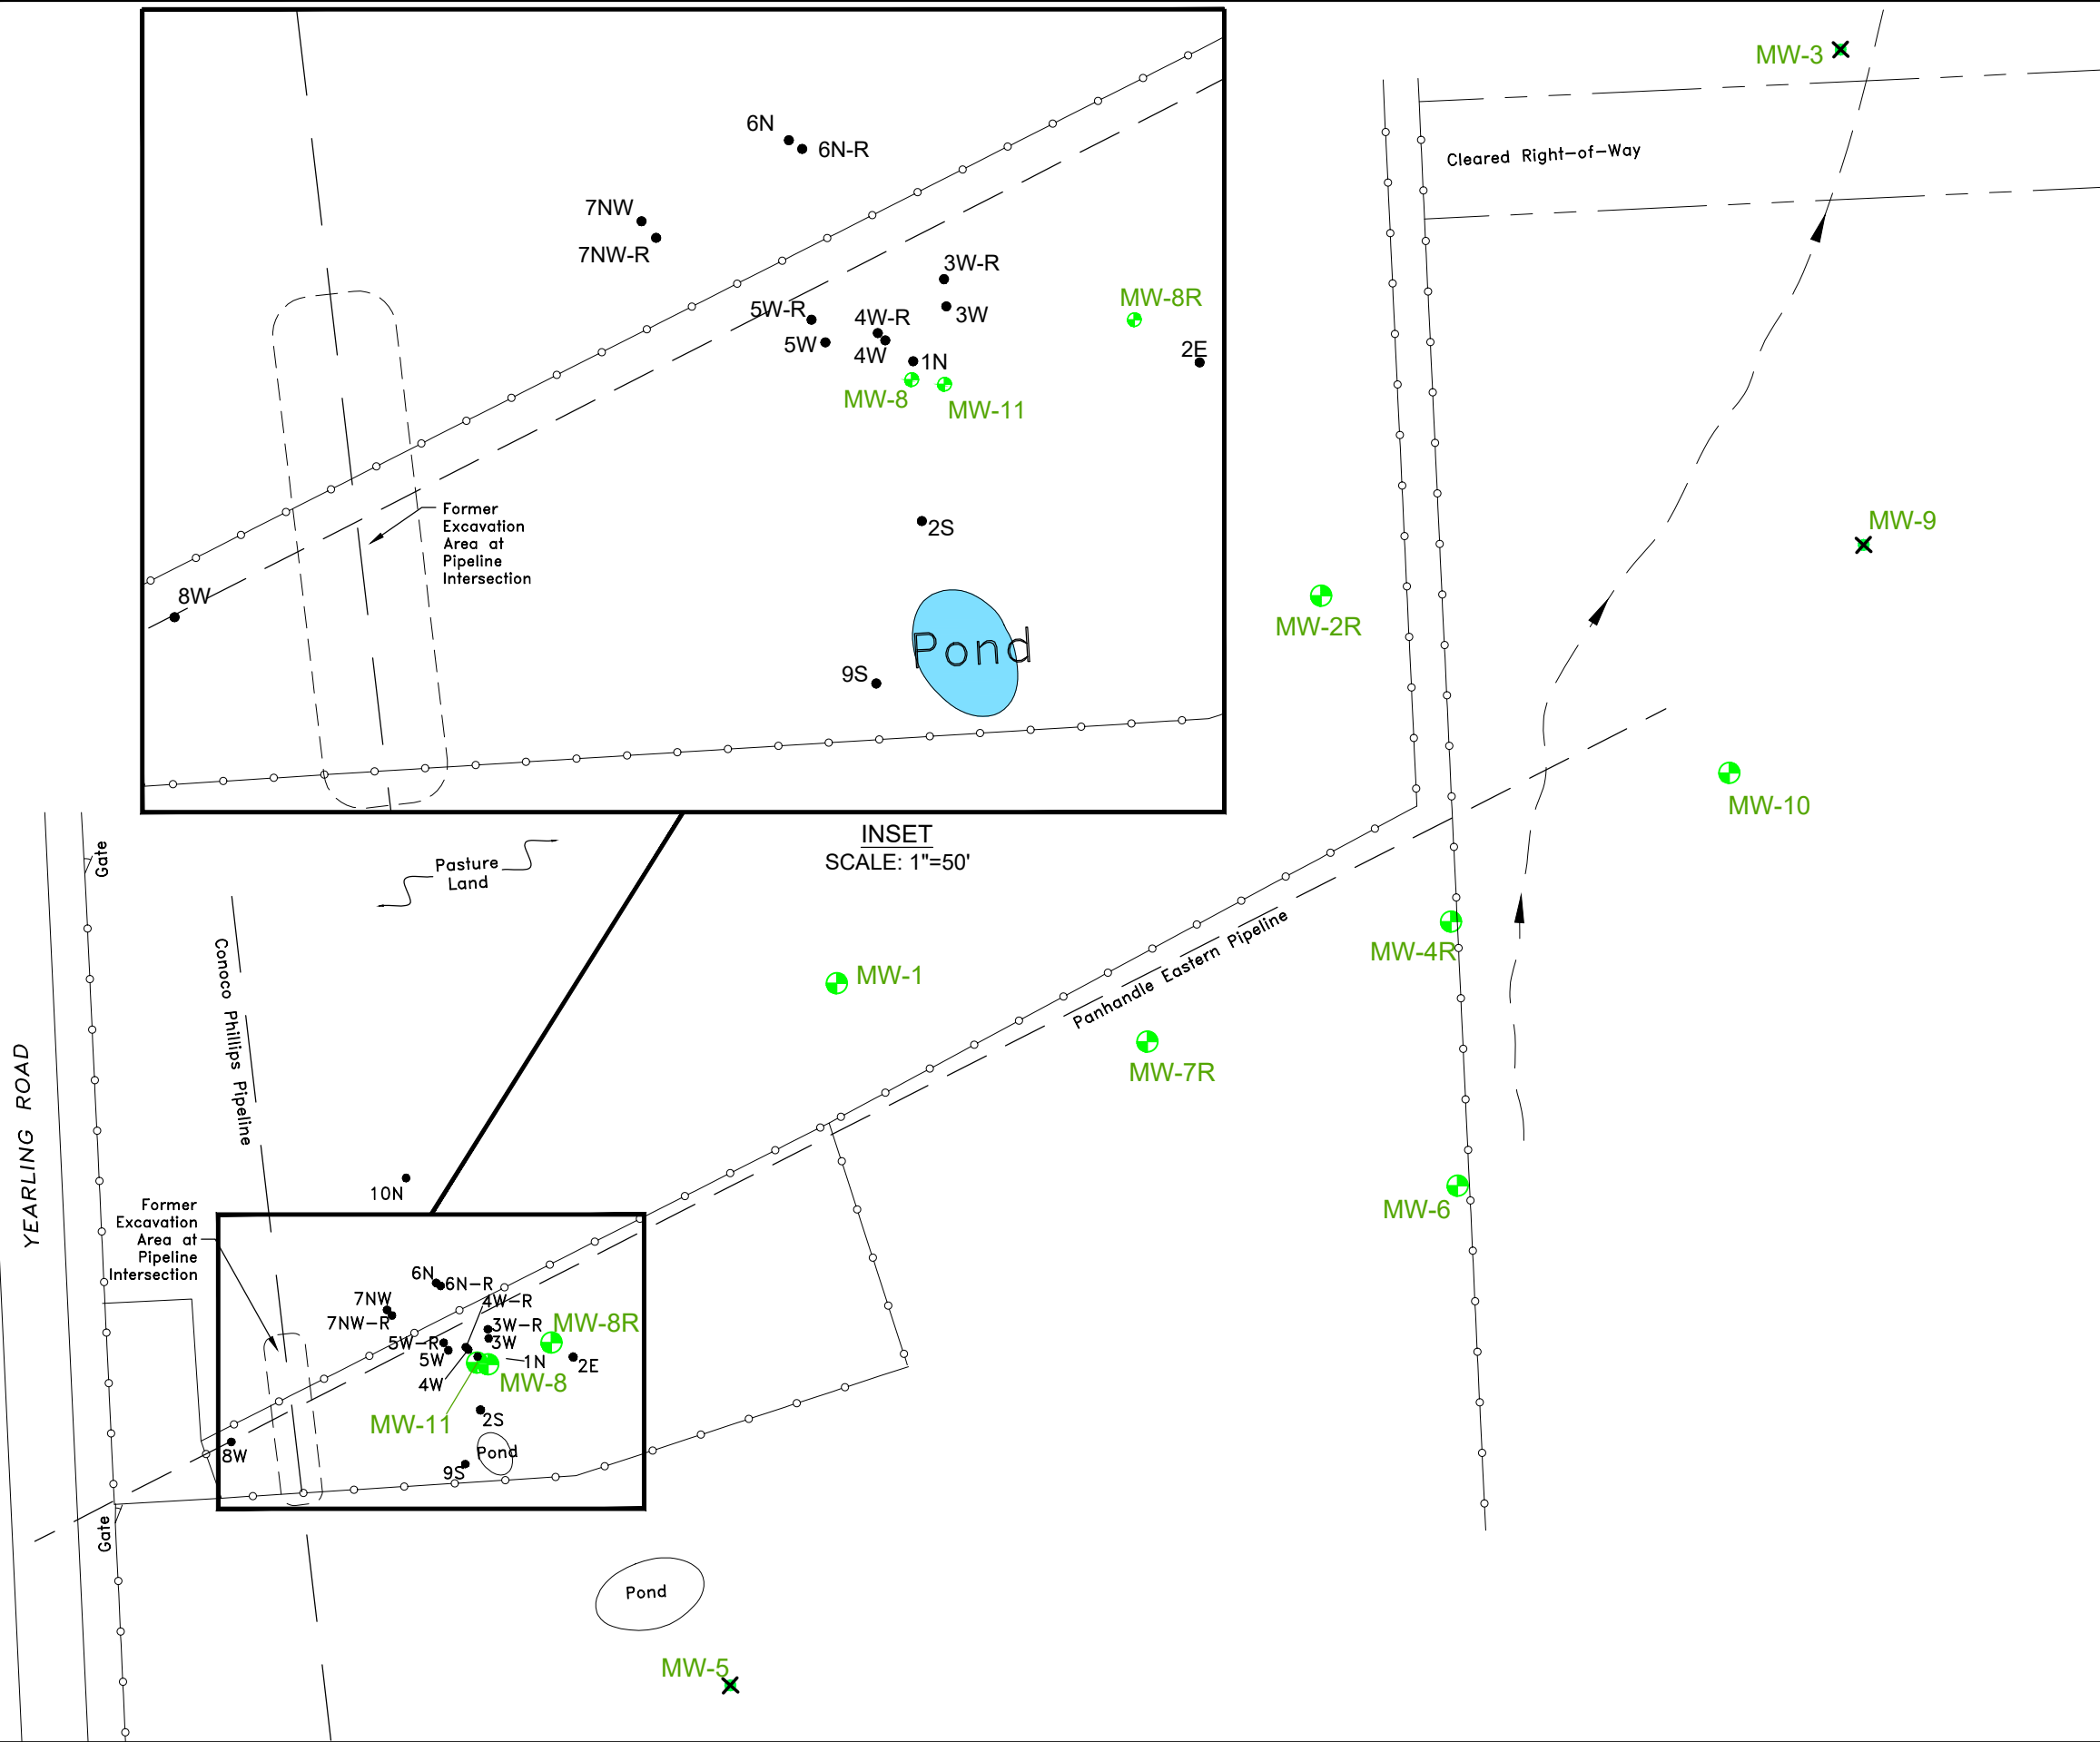 MW-3
Cleared Right-of-Way
6N
6N-R
7NW
7NW-R
3W-R
3W
MW-8R
5W-R
4W-R
5W
4W
1N
2E
MW-8
MW-11
Former
Excavation
Area at
Pipeline
Intersection
2S
8W
Pond
9S
MW-9
MW-2R
MW-10
INSET
SCALE: 1"=50'
Gate
Pasture
Land
Conoco Phillips Pipeline
Panhandle Eastern Pipeline
MW-4R
MW-1
MW-7R
YEARLING ROAD
10N
MW-6
Former
Excavation
Area at
Pipeline
Intersection
6N
6N-R
7NW
4W-R
7NW-R
3W-R
MW-8R
5W-R
3W
5W
1N
2E
4W
MW-8
MW-11
2S
8W
Pond
9S
Gate
Pond
MW-5